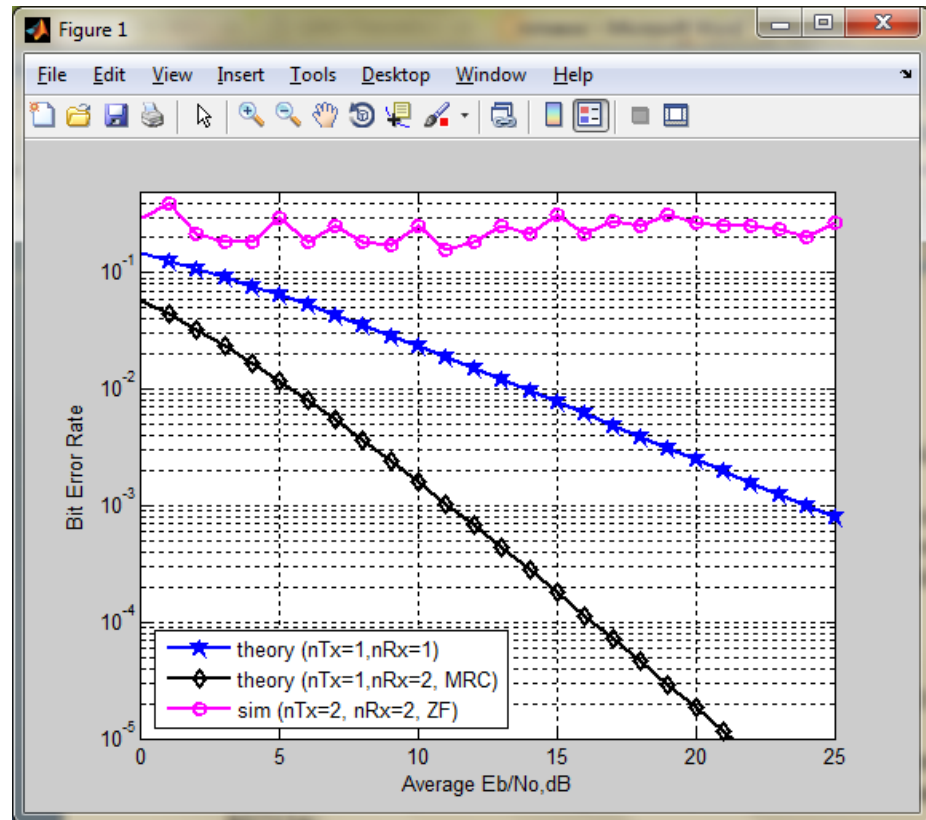 Figure 1
File Edit View Insert Tools Desktop Window Help
10^-1
10^-2
10^-3
10^-4
10^-5
Bit Error Rate
theory (nTx=1,nRx=1)
theory (nTx=1,nRx=2, MRC)
sim (nTx=2, nRx=2, ZF)
0 5 10 15 20 25
Average Eb/No,dB